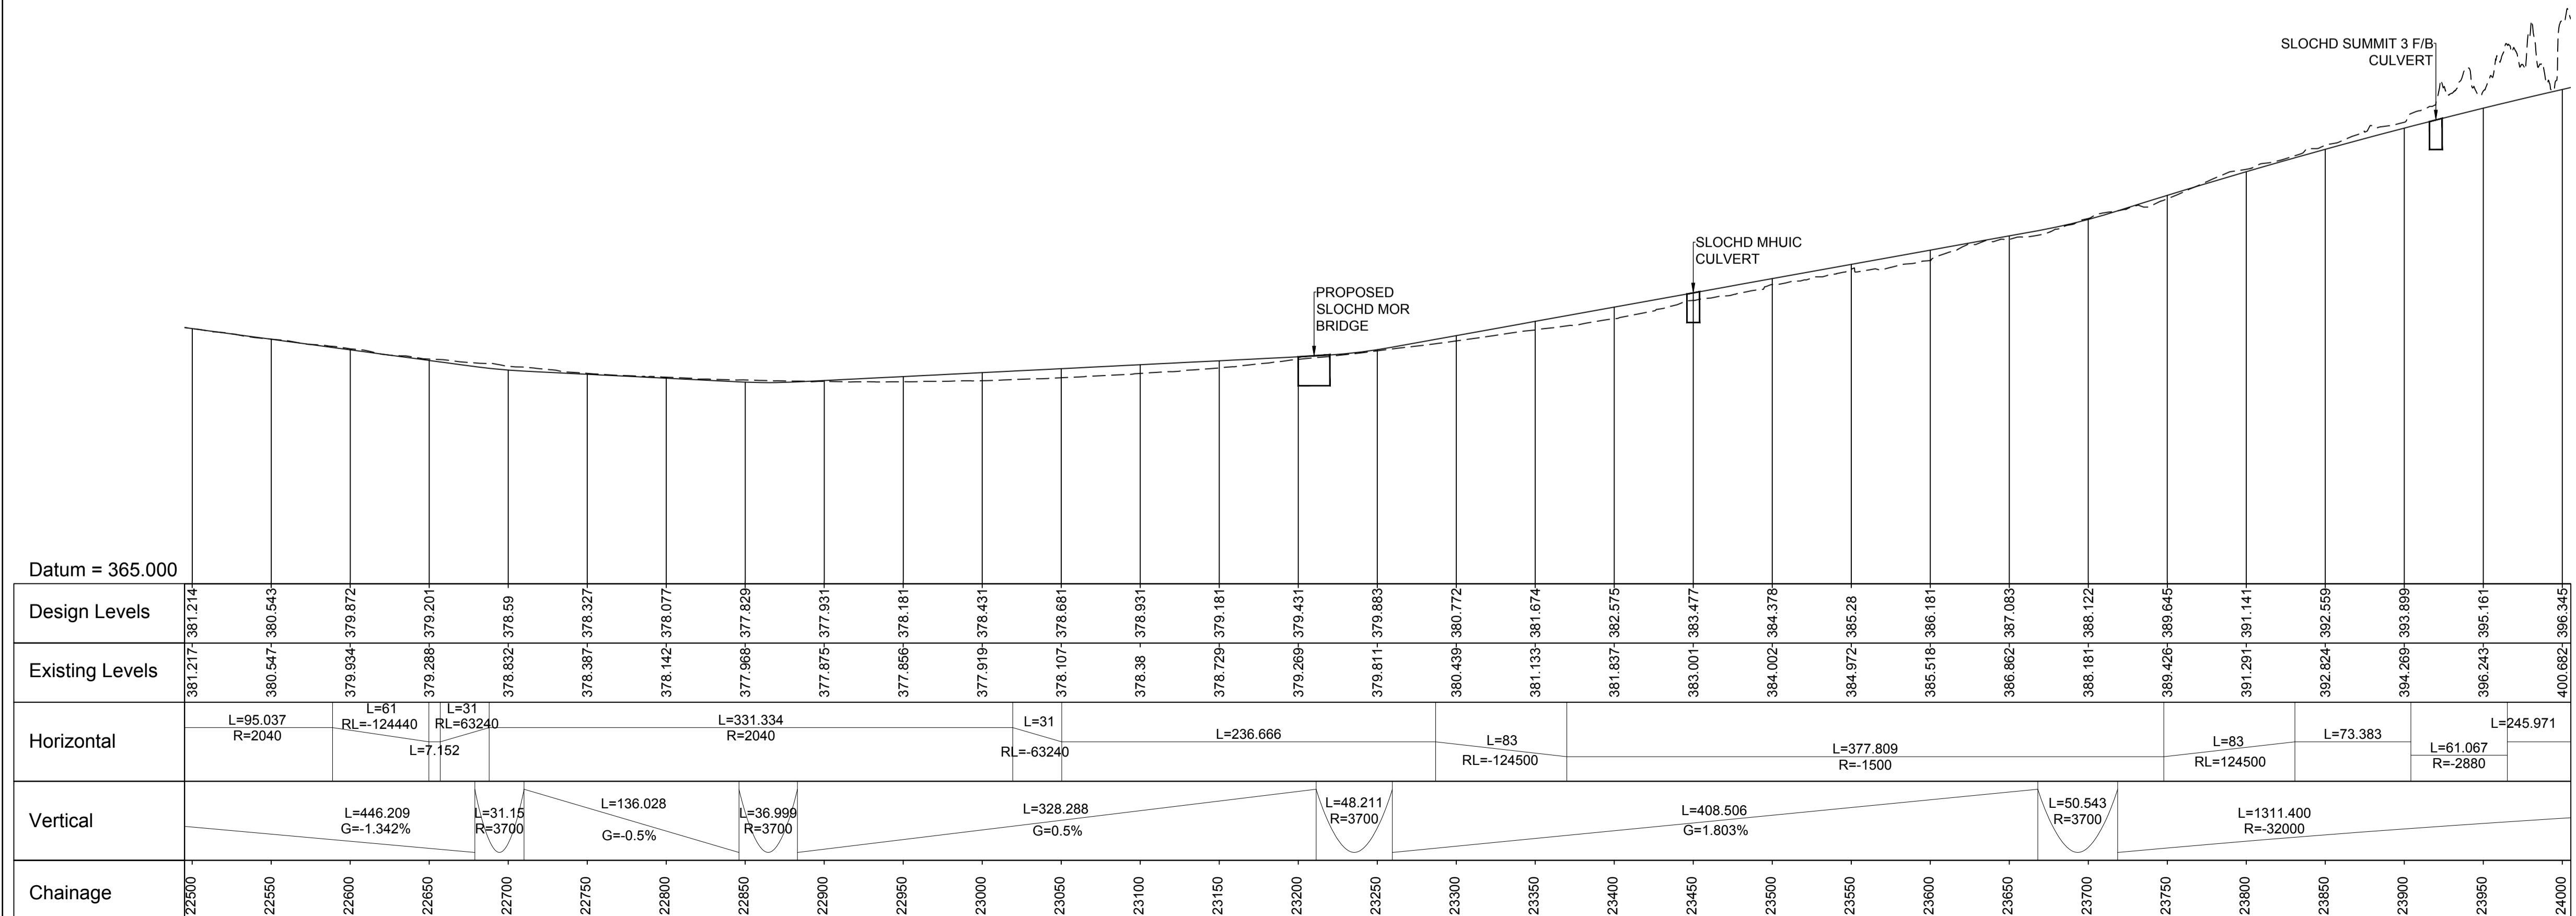 SLOCHD SUMMIT 3 F/B
CULVERT
SLOCHD MHUIC
CULVERT
PROPOSED
SLOCHD MOR
BRIDGE
Datum = 365.000
Design Levels
381.214
380.543
379.872
379.201
378.59
378.327
378.077
377.829
377.931
378.181
378.431
378.681
378.931
379.181
379.431
379.883
380.772
381.674
382.575
383.477
384.378
385.28
386.181
387.083
388.122
389.645
391.141
392.559
393.899
395.161
396.345
Existing Levels
381.217
380.547
379.934
379.288
378.832
378.387
378.142
377.968
377.875
377.856
377.919
378.107
378.38
378.729
379.269
379.811
380.439
381.133
381.837
383.001
384.002
384.972
385.518
386.862
388.181
389.426
391.291
392.824
394.269
396.243
400.682
Horizontal
L=95.037
R=2040
L=61
RL=-124440
L=7.152
L=31
RL=63240
L=331.334
R=2040
L=31
RL=-63240
L=236.666
L=83
RL=-124500
L=377.809
R=-1500
L=83
RL=124500
L=73.383
L=61.067
R=-2880
L=245.971
Vertical
L=446.209
G=-1.342%
L=31.15
R=3700
L=136.028
G=-0.5%
L=36.999
R=3700
L=328.288
G=0.5%
L=48.211
R=3700
L=408.506
G=1.803%
L=50.543
R=3700
L=1311.400
R=-32000
Chainage
22500
22550
22600
22650
22700
22750
22800
22850
22900
22950
23000
23050
23100
23150
23200
23250
23300
23350
23400
23450
23500
23550
23600
23650
23700
23750
23800
23850
23900
23950
24000